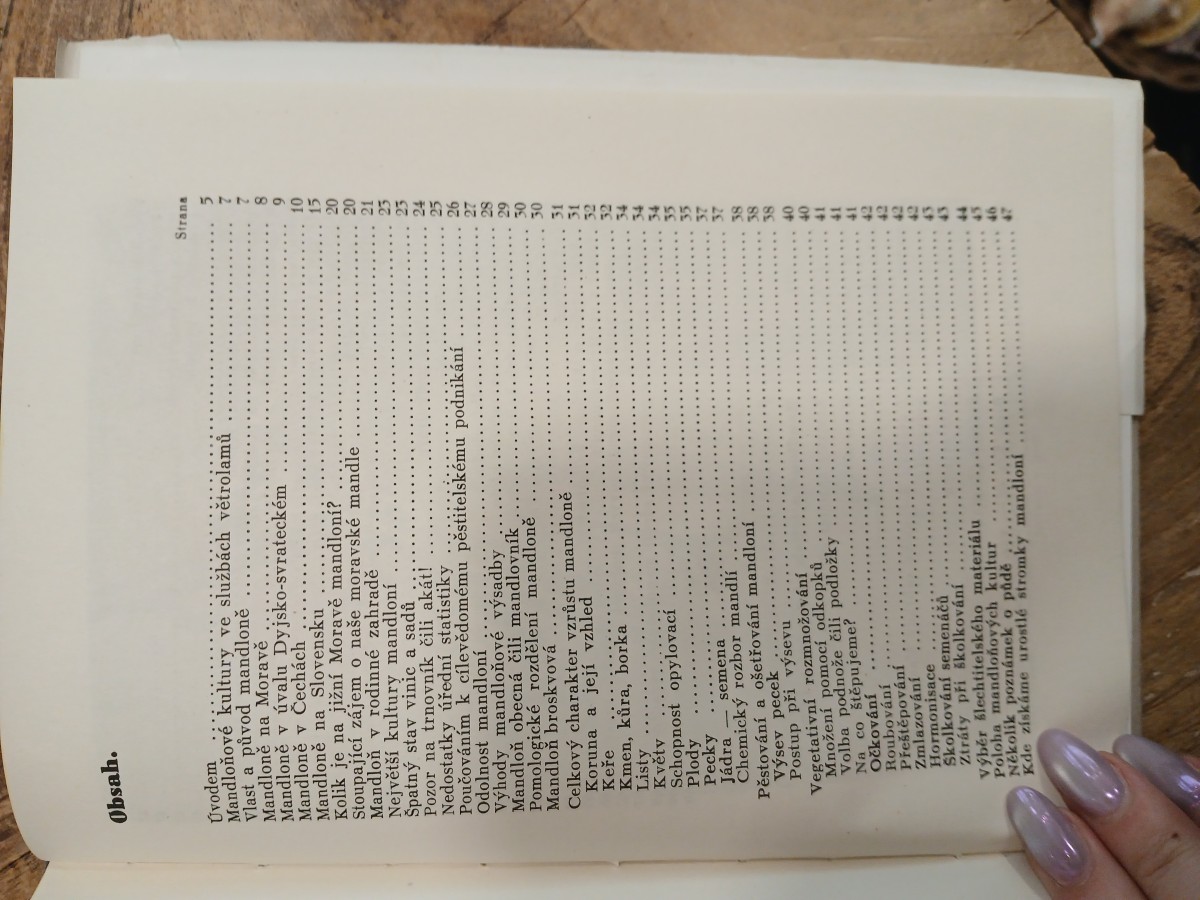 Obsah.
Strana
Úvodem ..... 5
Mandloňové kultury ve službách větrolamů ..... 7
Vlast a původ mandloně ..... 7
Mandloně na Moravě ..... 8
Mandloně v úvalu Dyjsko-svrateckém ..... 9
Mandloně v Čechách ..... 10
Mandloně na Slovensku ..... 15
Kolik je na jižní Moravě mandloní? ..... 20
Stoupající zájem o naše moravské mandle ..... 20
Mandloň v rodinné zahradě ..... 21
Největší kultury mandloní ..... 23
Špatný stav vinic a sadů ..... 23
Pozor na trnovník čili akát! ..... 24
Nedostatky úřední statistiky ..... 25
Poučováním k cílevědomému pěstitelskému podnikání ..... 26
Odolnost mandloní ..... 27
Výhody mandloňové výsadby ..... 28
Mandloň obecná čili mandlovník ..... 29
Pomologické rozdělení mandloně ..... 30
Mandloň broskvová ..... 30
Celkový charakter vzrůstu mandloně ..... 31
Koruna a její vzhled ..... 31
Keře ..... 32
Kmen, kůra, borka ..... 32
Listy ..... 34
Květy ..... 34
Schopnost opylovací ..... 34
Plody ..... 35
Pecky ..... 35
Jádra — semena ..... 37
Chemický rozbor mandlí ..... 37
Pěstování a ošetřování mandloní ..... 38
Výsev pecek ..... 38
Postup při výsevu ..... 38
Vegetativní rozmnožování ..... 40
Množení pomocí odkopků ..... 40
Volba podnože čili podložky ..... 41
Na co štěpujeme? ..... 41
Očkování ..... 41
Roubování ..... 42
Přeštěpování ..... 42
Zmlazování ..... 42
Hormonisace ..... 42
Školkování semenáčů ..... 43
Ztráty při školkování ..... 43
Výběr šlechtitelského materiálu ..... 44
Poloha mandloňových kultur ..... 45
Několik poznámek o půdě ..... 46
Kde získáme urostlé stromky mandloní ..... 47